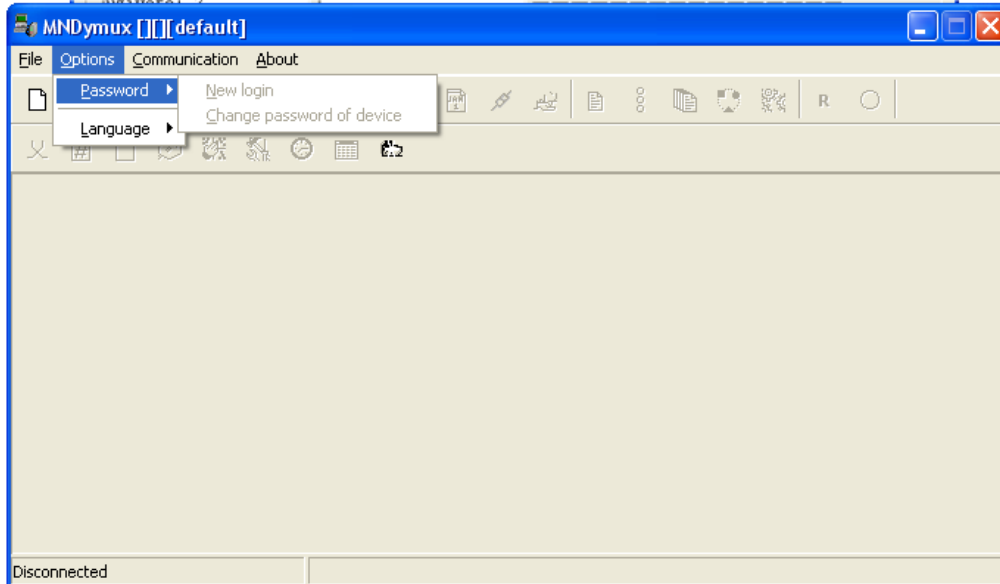 MNDymux [][][default]
File Options Communication About
Password New login
Change password of device
Language
R
Disconnected